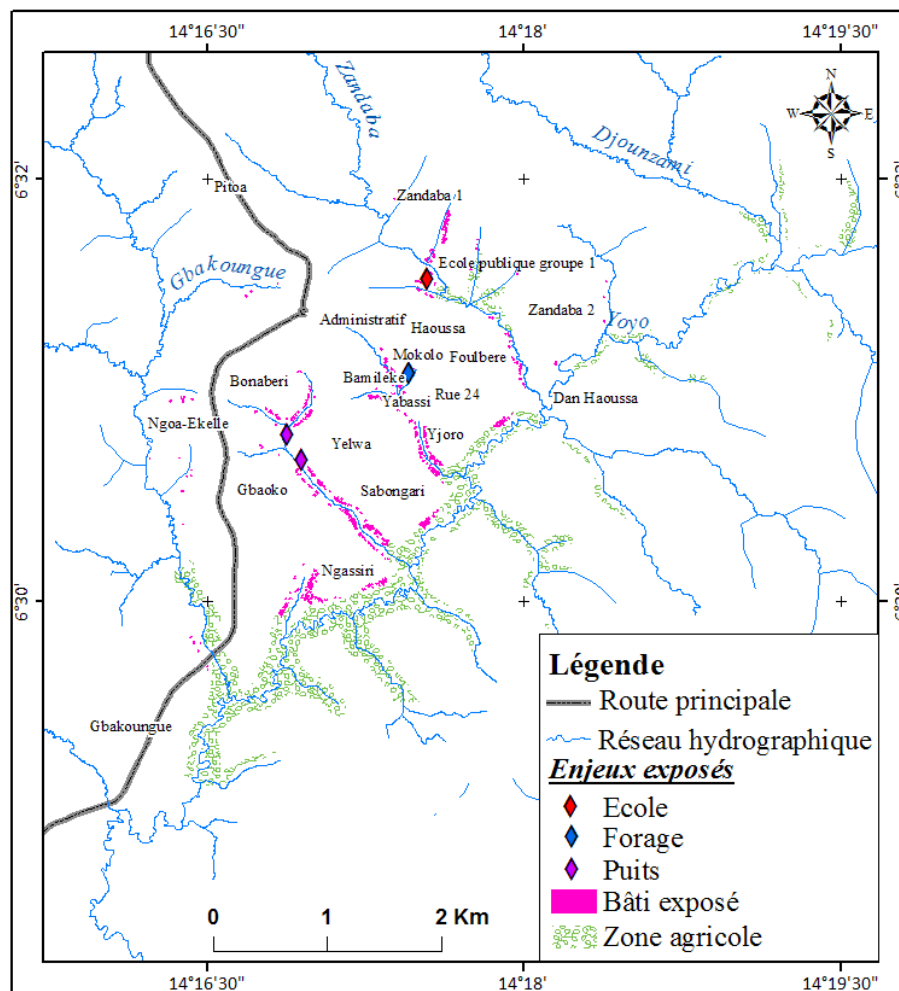 14°16'30" 14°18' 14°19'30"
N
W E
S
Zandaba
Djounzami
6°32'
Pitoa
Zandaba 1
Gbakoungue
Ecole publique groupe 1
Zandaba 2
Yoyo
Administratif
Haoussa
Mokolo Foulbere
Bamileke
Bonaberi
Rue 24
Yabassi
Dan Haoussa
Ngoa-Ekelle
Yelwa
Yjoro
Gbaoko
Sabongari
Ngassiri
6°30'
Gbakoungue
Légende
Route principale
Réseau hydrographique
Enjeux exposés
Ecole
Forage
Puits
Bâti exposé
Zone agricole
0 1 2 Km
14°16'30" 14°18' 14°19'30"